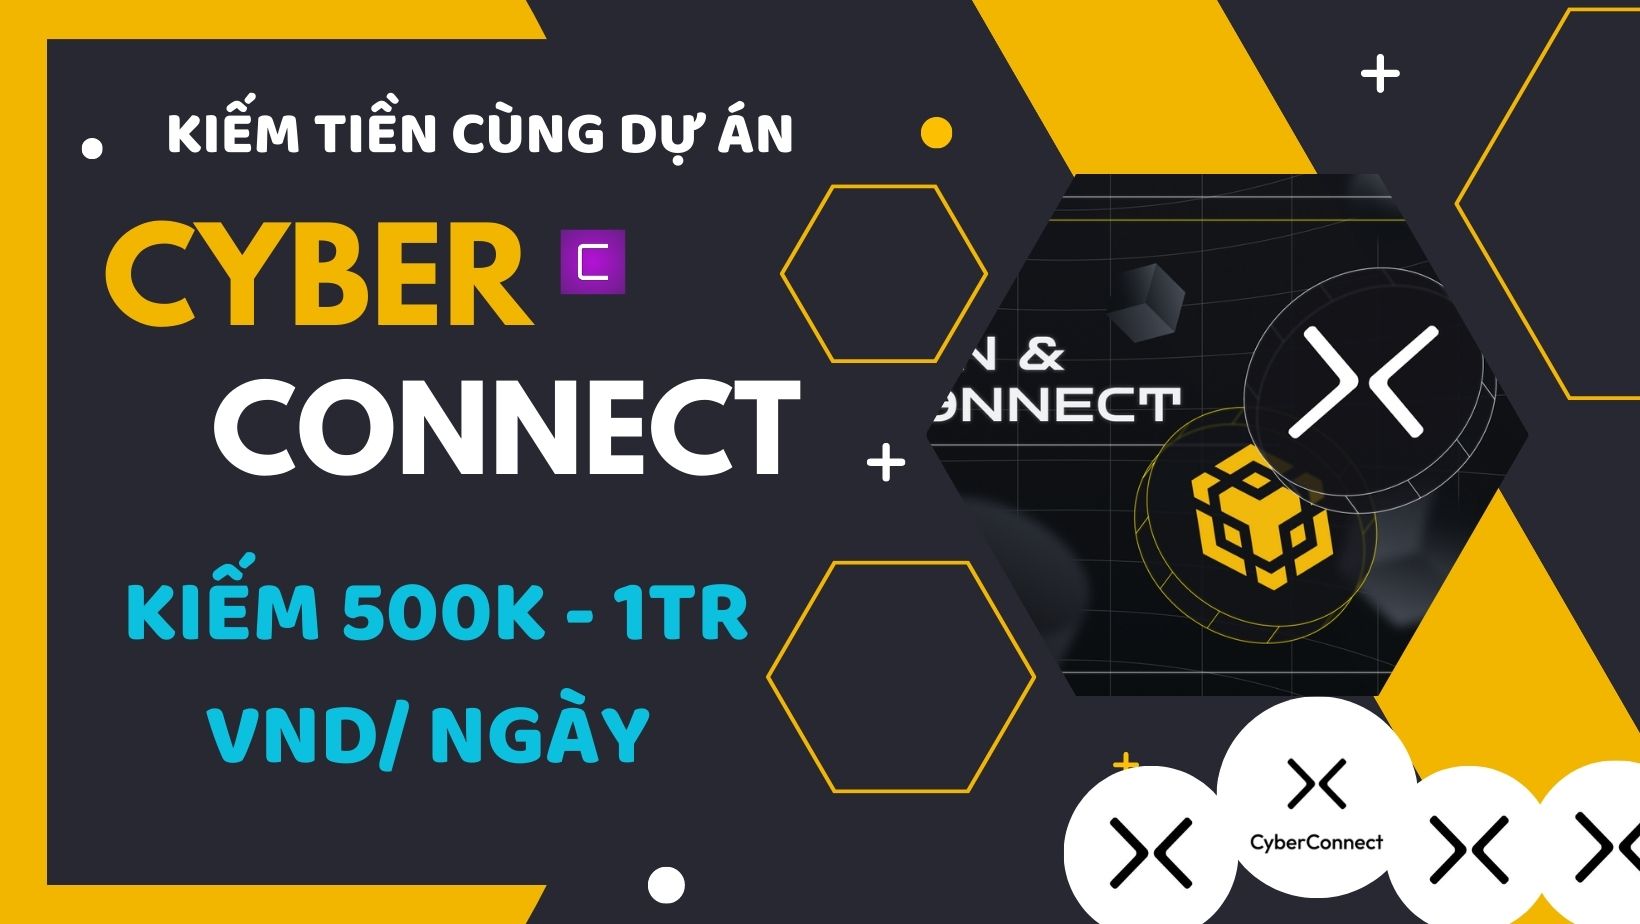 KIẾM TIỀN CÙNG DỰ ÁN
CYBER
CONNECT
KIẾM 500K - 1TR
VND/ NGÀY
N &
ONNECT
CyberConnect